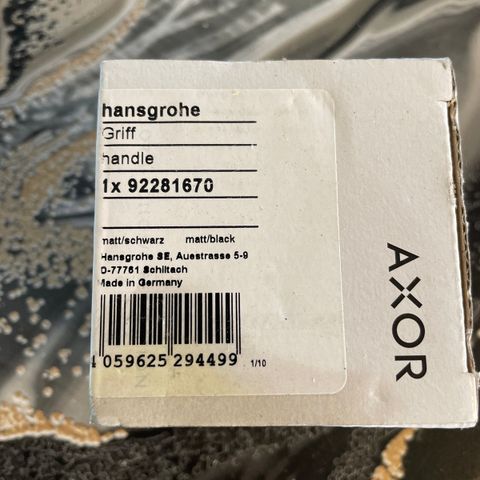 hansgrohe
Griff
handle
1x 92281670
matt/schwarz matt/black
Hansgrohe SE, Auestrasse 5-9
D-77761 Schiltach
Made in Germany
4 059625 294499 1/10
AXOR